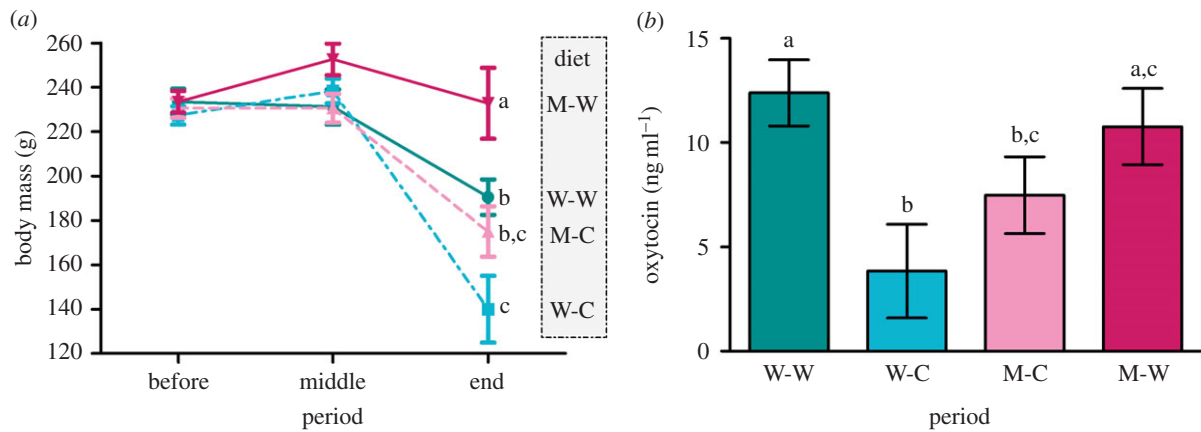 (a)
260
240
220
200
180
160
140
120
body mass (g)
before middle end
period
a
b
b,c
c
diet
M-W
W-W
M-C
W-C
(b)
15
10
5
0
oxytocin (ng ml−1)
a
b
b,c
a,c
W-W W-C M-C M-W
period